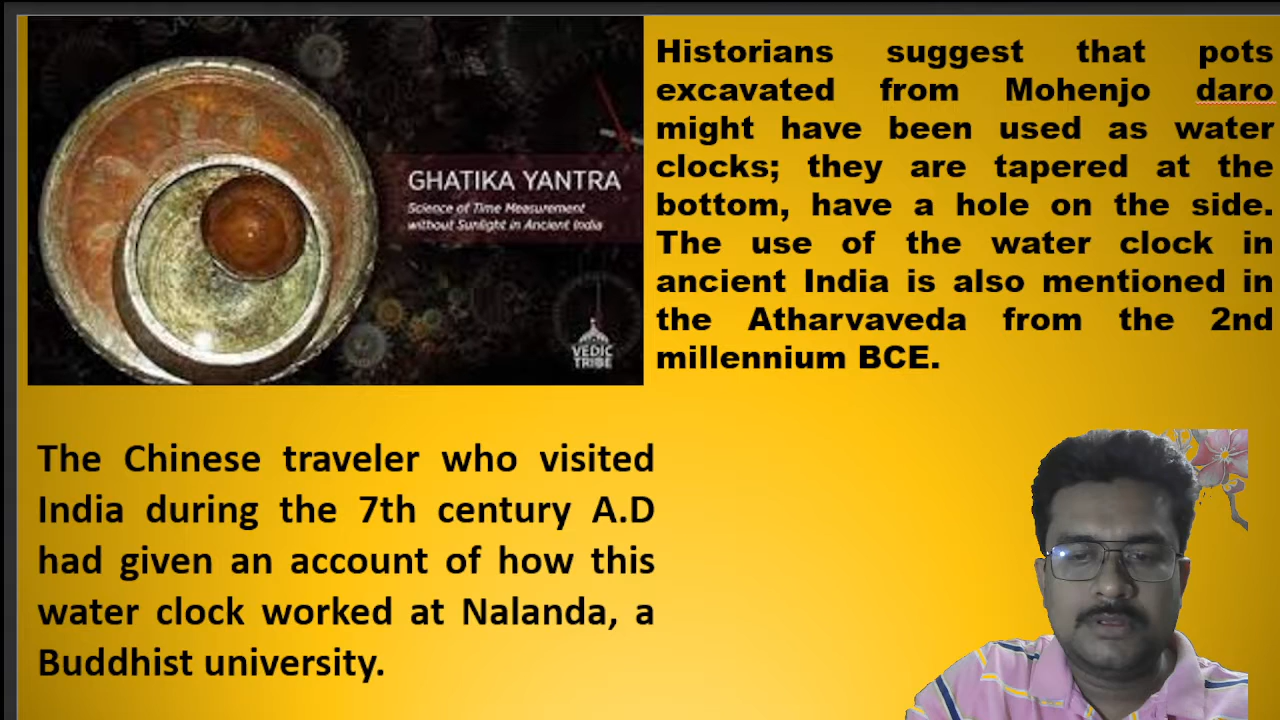 GHATIKA YANTRA
Science of Time Measurement
without Sunlight in Ancient India
VEDIC
TRIBE
Historians suggest that pots
excavated from Mohenjo daro
might have been used as water
clocks; they are tapered at the
bottom, have a hole on the side.
The use of the water clock in
ancient India is also mentioned in
the Atharvaveda from the 2nd
millennium BCE.
The Chinese traveler who visited
India during the 7th century A.D
had given an account of how this
water clock worked at Nalanda, a
Buddhist university.